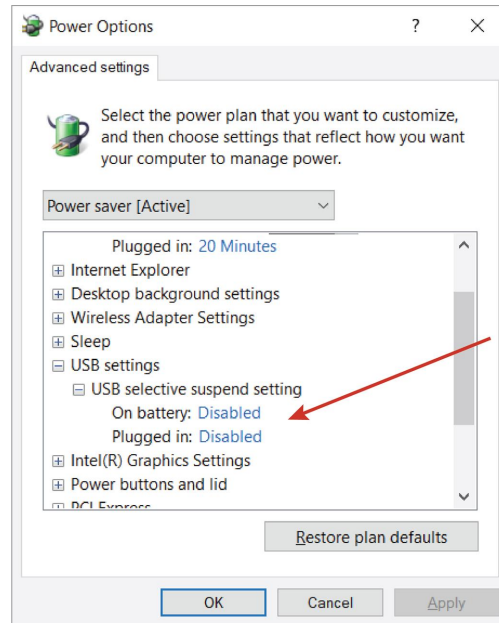 Power Options
Advanced settings
Select the power plan that you want to customize,
and then choose settings that reflect how you want
your computer to manage power.
Power saver [Active]
Plugged in: 20 Minutes
Internet Explorer
Desktop background settings
Wireless Adapter Settings
Sleep
USB settings
USB selective suspend setting
On battery: Disabled
Plugged in: Disabled
Intel(R) Graphics Settings
Power buttons and lid
PCI Express
Restore plan defaults
OK Cancel Apply